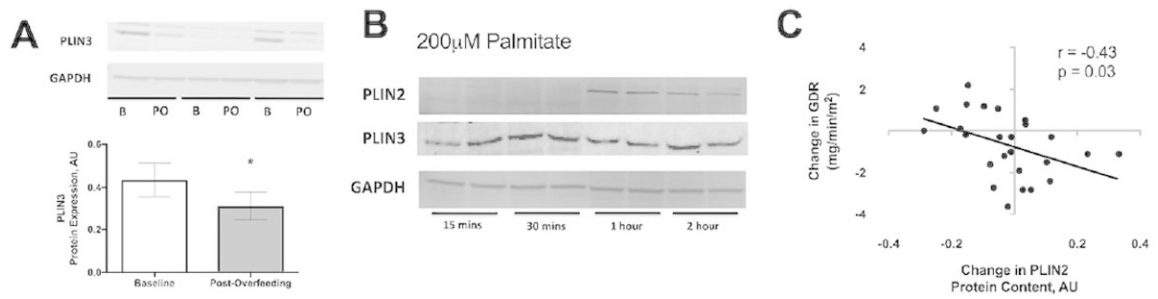 A
PLIN3
GAPDH
B PO B PO B PO
0.6
0.4
0.2
0.0
PLIN3
Protein Expression, AU
*
Baseline Post-Overfeeding
B
200μM Palmitate
PLIN2
PLIN3
GAPDH
15 mins 30 mins 1 hour 2 hour
C
r = -0.43
p = 0.03
Change in GDR
(mg/min/m²)
4
2
0
-2
-4
-0.4 -0.2 0.2 0.4
Change in PLIN2
Protein Content, AU